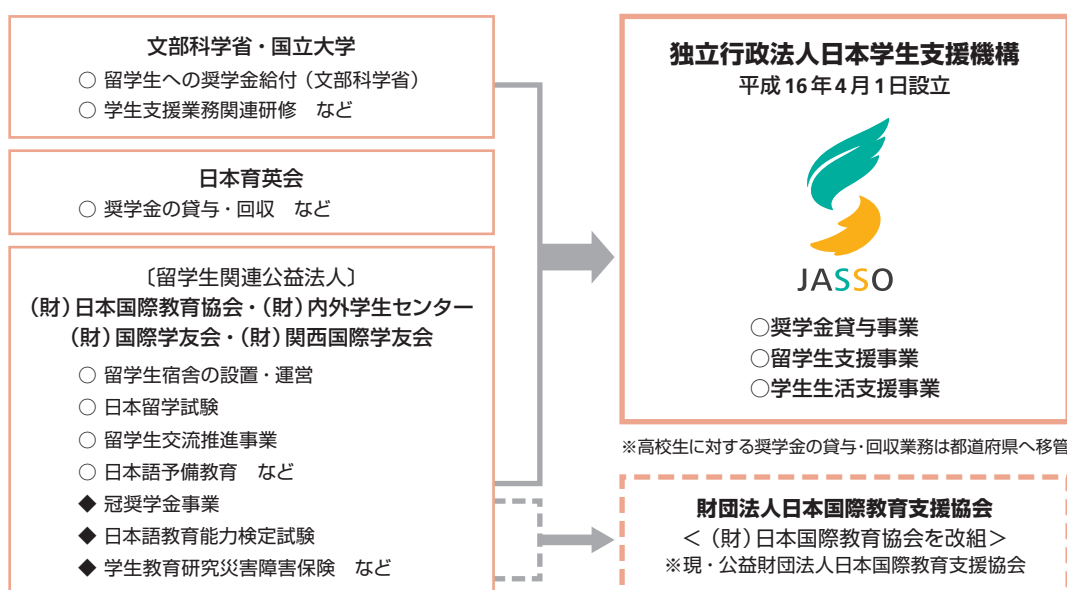 文部科学省・国立大学
○ 留学生への奨学金給付（文部科学省）
○ 学生支援業務関連研修　など
日本育英会
○ 奨学金の貸与・回収　など
〔留学生関連公益法人〕
（財）日本国際教育協会・（財）内外学生センター
（財）国際学友会・（財）関西国際学友会
○ 留学生宿舎の設置・運営
○ 日本留学試験
○ 留学生交流推進事業
○ 日本語予備教育　など
◆ 冠奨学金事業
◆ 日本語教育能力検定試験
◆ 学生教育研究災害障害保険　など
独立行政法人日本学生支援機構
平成16年4月1日設立
JASSO
○奨学金貸与事業
○留学生支援事業
○学生生活支援事業
※高校生に対する奨学金の貸与・回収業務は都道府県へ移管
財団法人日本国際教育支援協会
＜（財）日本国際教育協会を改組＞
※現・公益財団法人日本国際教育支援協会